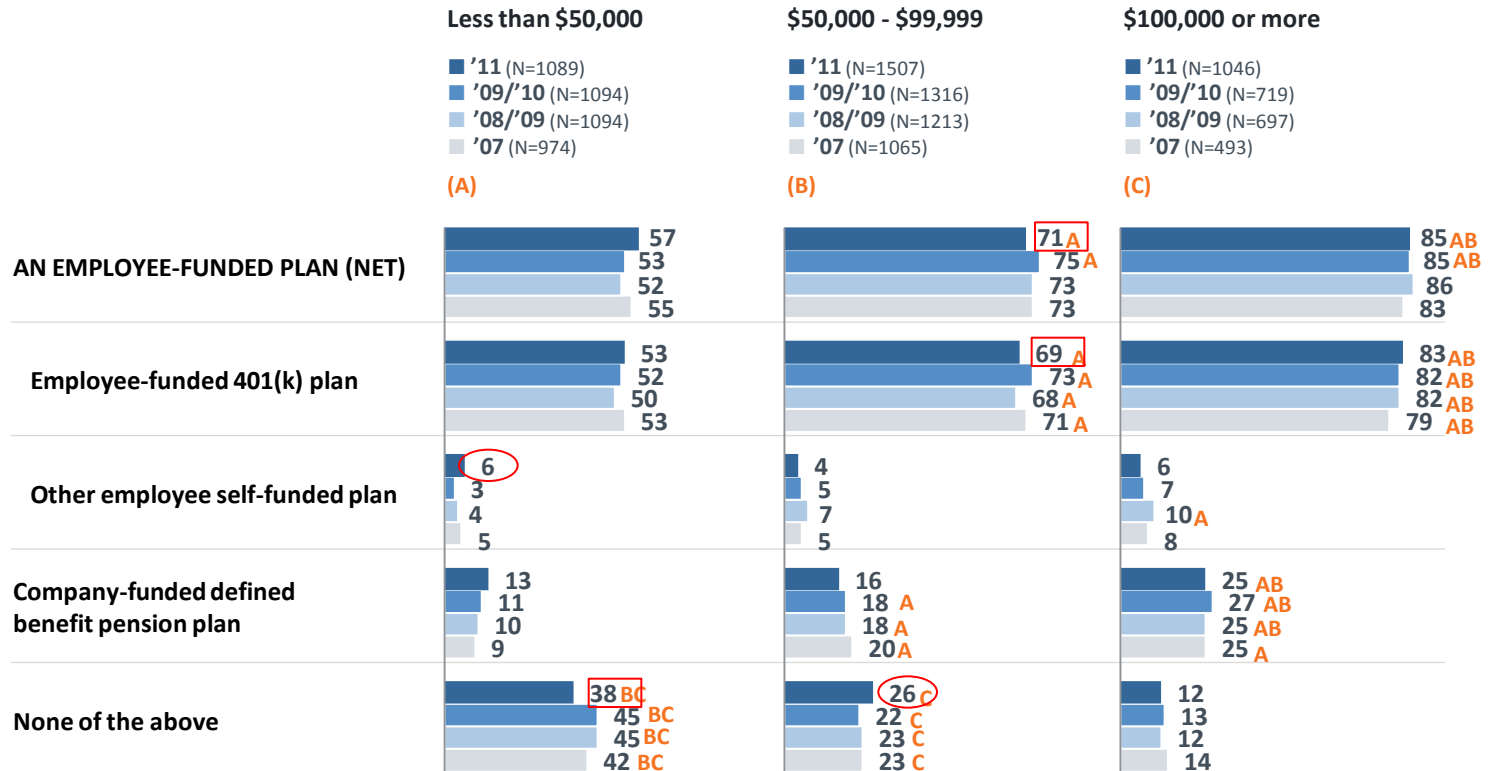 Less than $50,000 $50,000 - $99,999 $100,000 or more
’11 (N=1089) ’11 (N=1507) ’11 (N=1046)
’09/’10 (N=1094) ’09/’10 (N=1316) ’09/’10 (N=719)
’08/’09 (N=1094) ’08/’09 (N=1213) ’08/’09 (N=697)
’07 (N=974) ’07 (N=1065) ’07 (N=493)
(A) (B) (C)
57 71 A 85 AB
AN EMPLOYEE-FUNDED PLAN (NET) 53 75 A 85 AB
52 73 86
55 73 83
53 69 A 83 AB
Employee-funded 401(k) plan 52 73 A 82 AB
50 68 A 82 AB
53 71 A 79 AB
6 4 6
Other employee self-funded plan 3 5 7
4 7 10 A
5 5 8
13 16 25 AB
Company-funded defined 11 18 A 27 AB
benefit pension plan 10 18 A 25 AB
9 20 A 25 A
38 BC 26 C 12
None of the above 45 BC 22 C 13
45 BC 23 C 12
42 BC 23 C 14